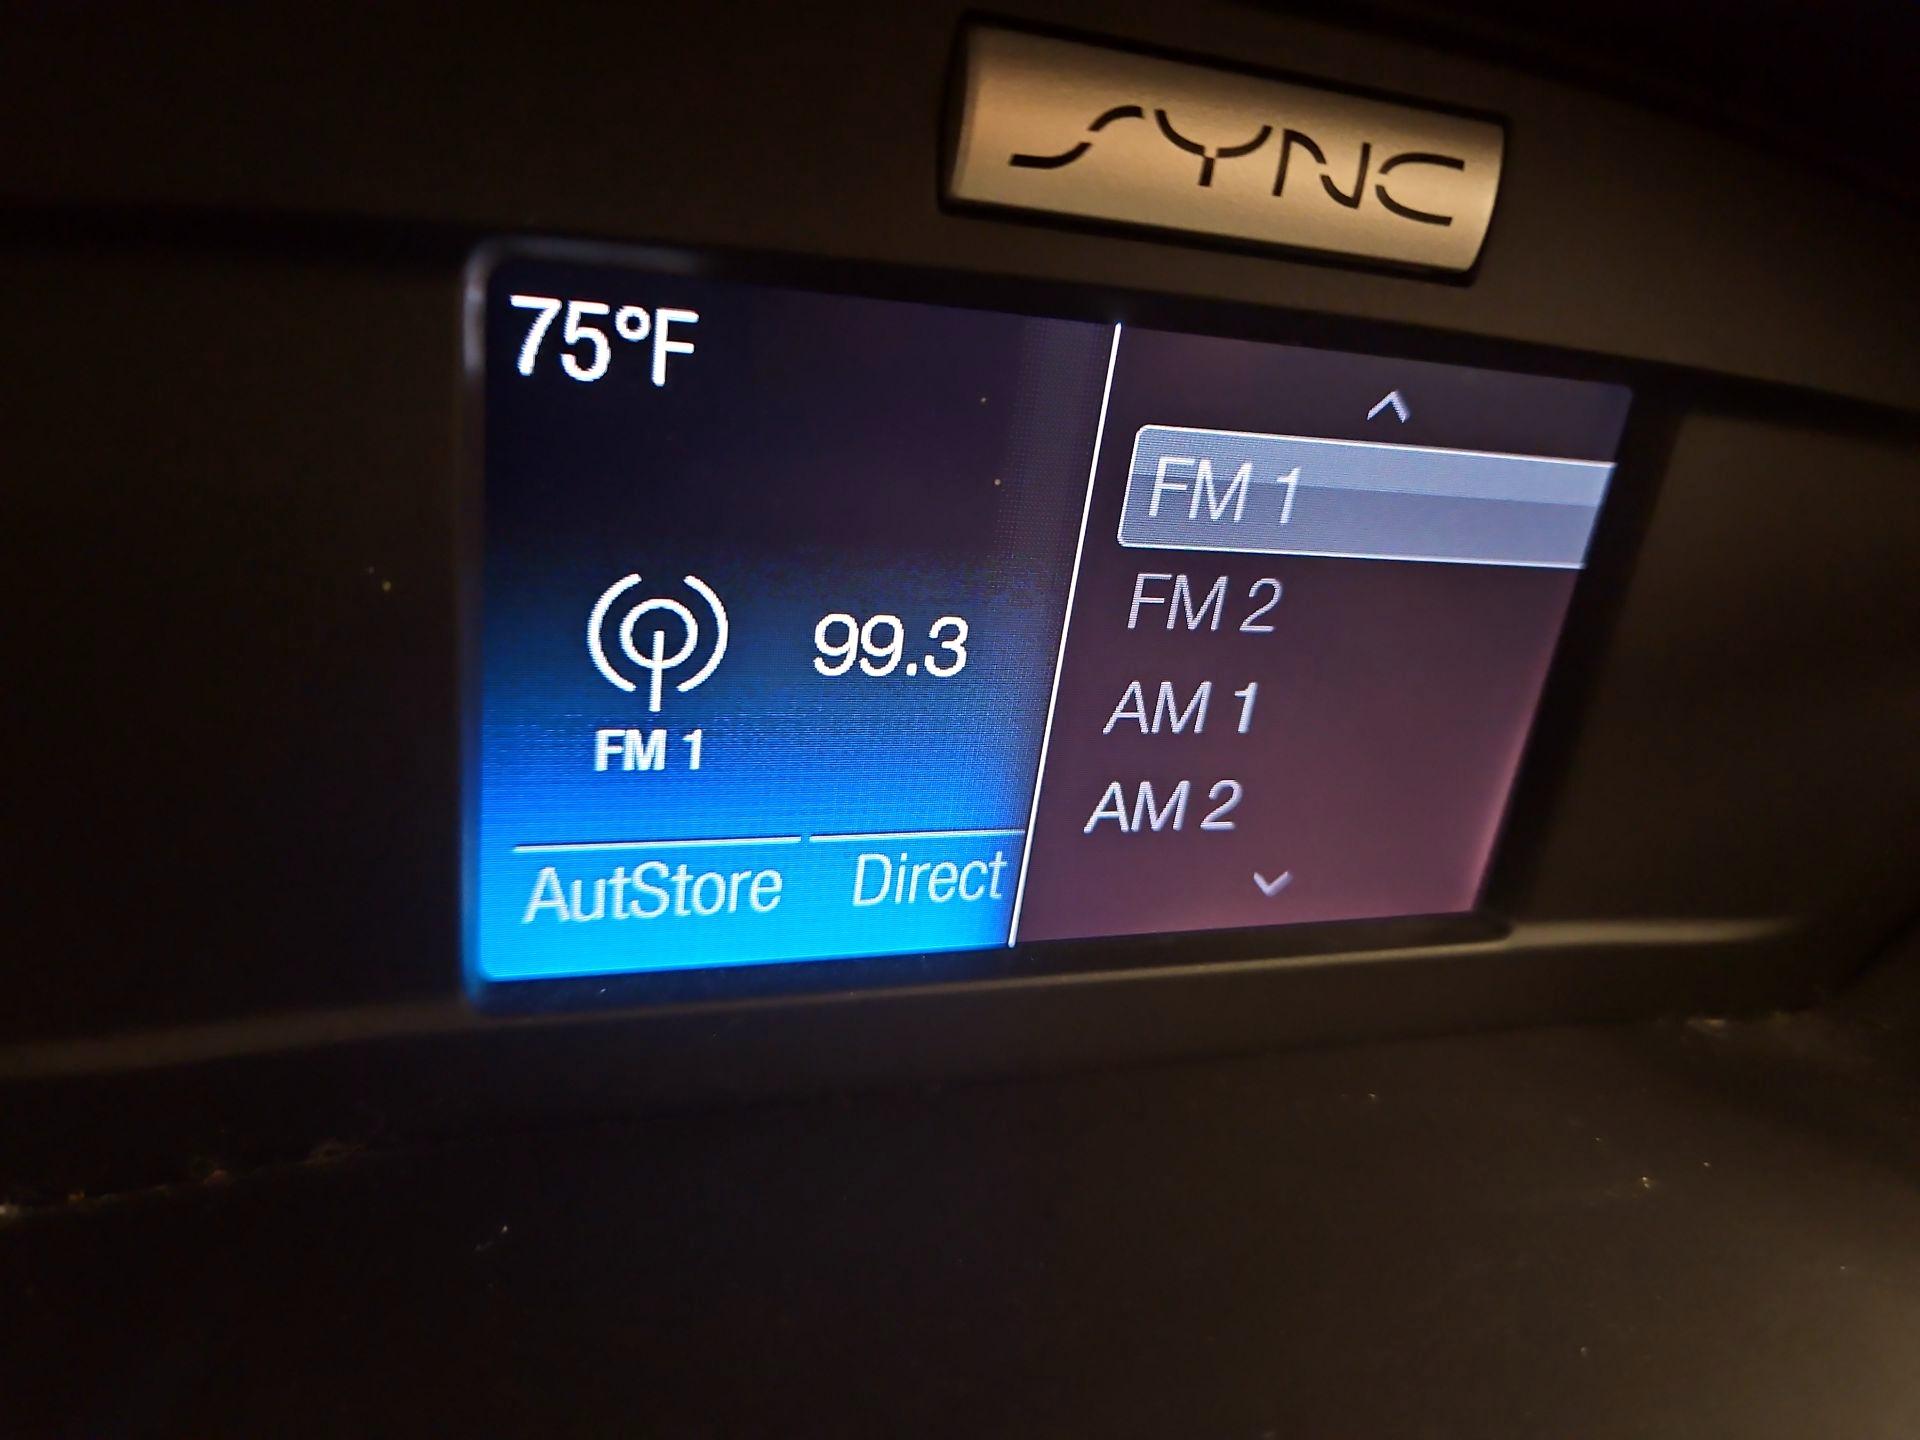 SYNC
75°F
99.3
FM 1
AutStore
Direct
FM 1
FM 2
AM 1
AM 2